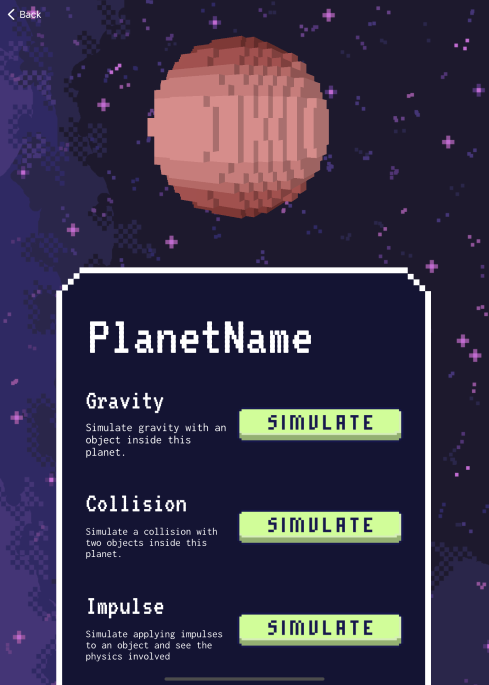 Back
PlanetName
Gravity
Simulate gravity with an
object inside this
planet.
SIMULATE
Collision
Simulate a collision with
two objects inside this
planet.
SIMULATE
Impulse
Simulate applying impulses
to an object and see the
physics involved
SIMULATE